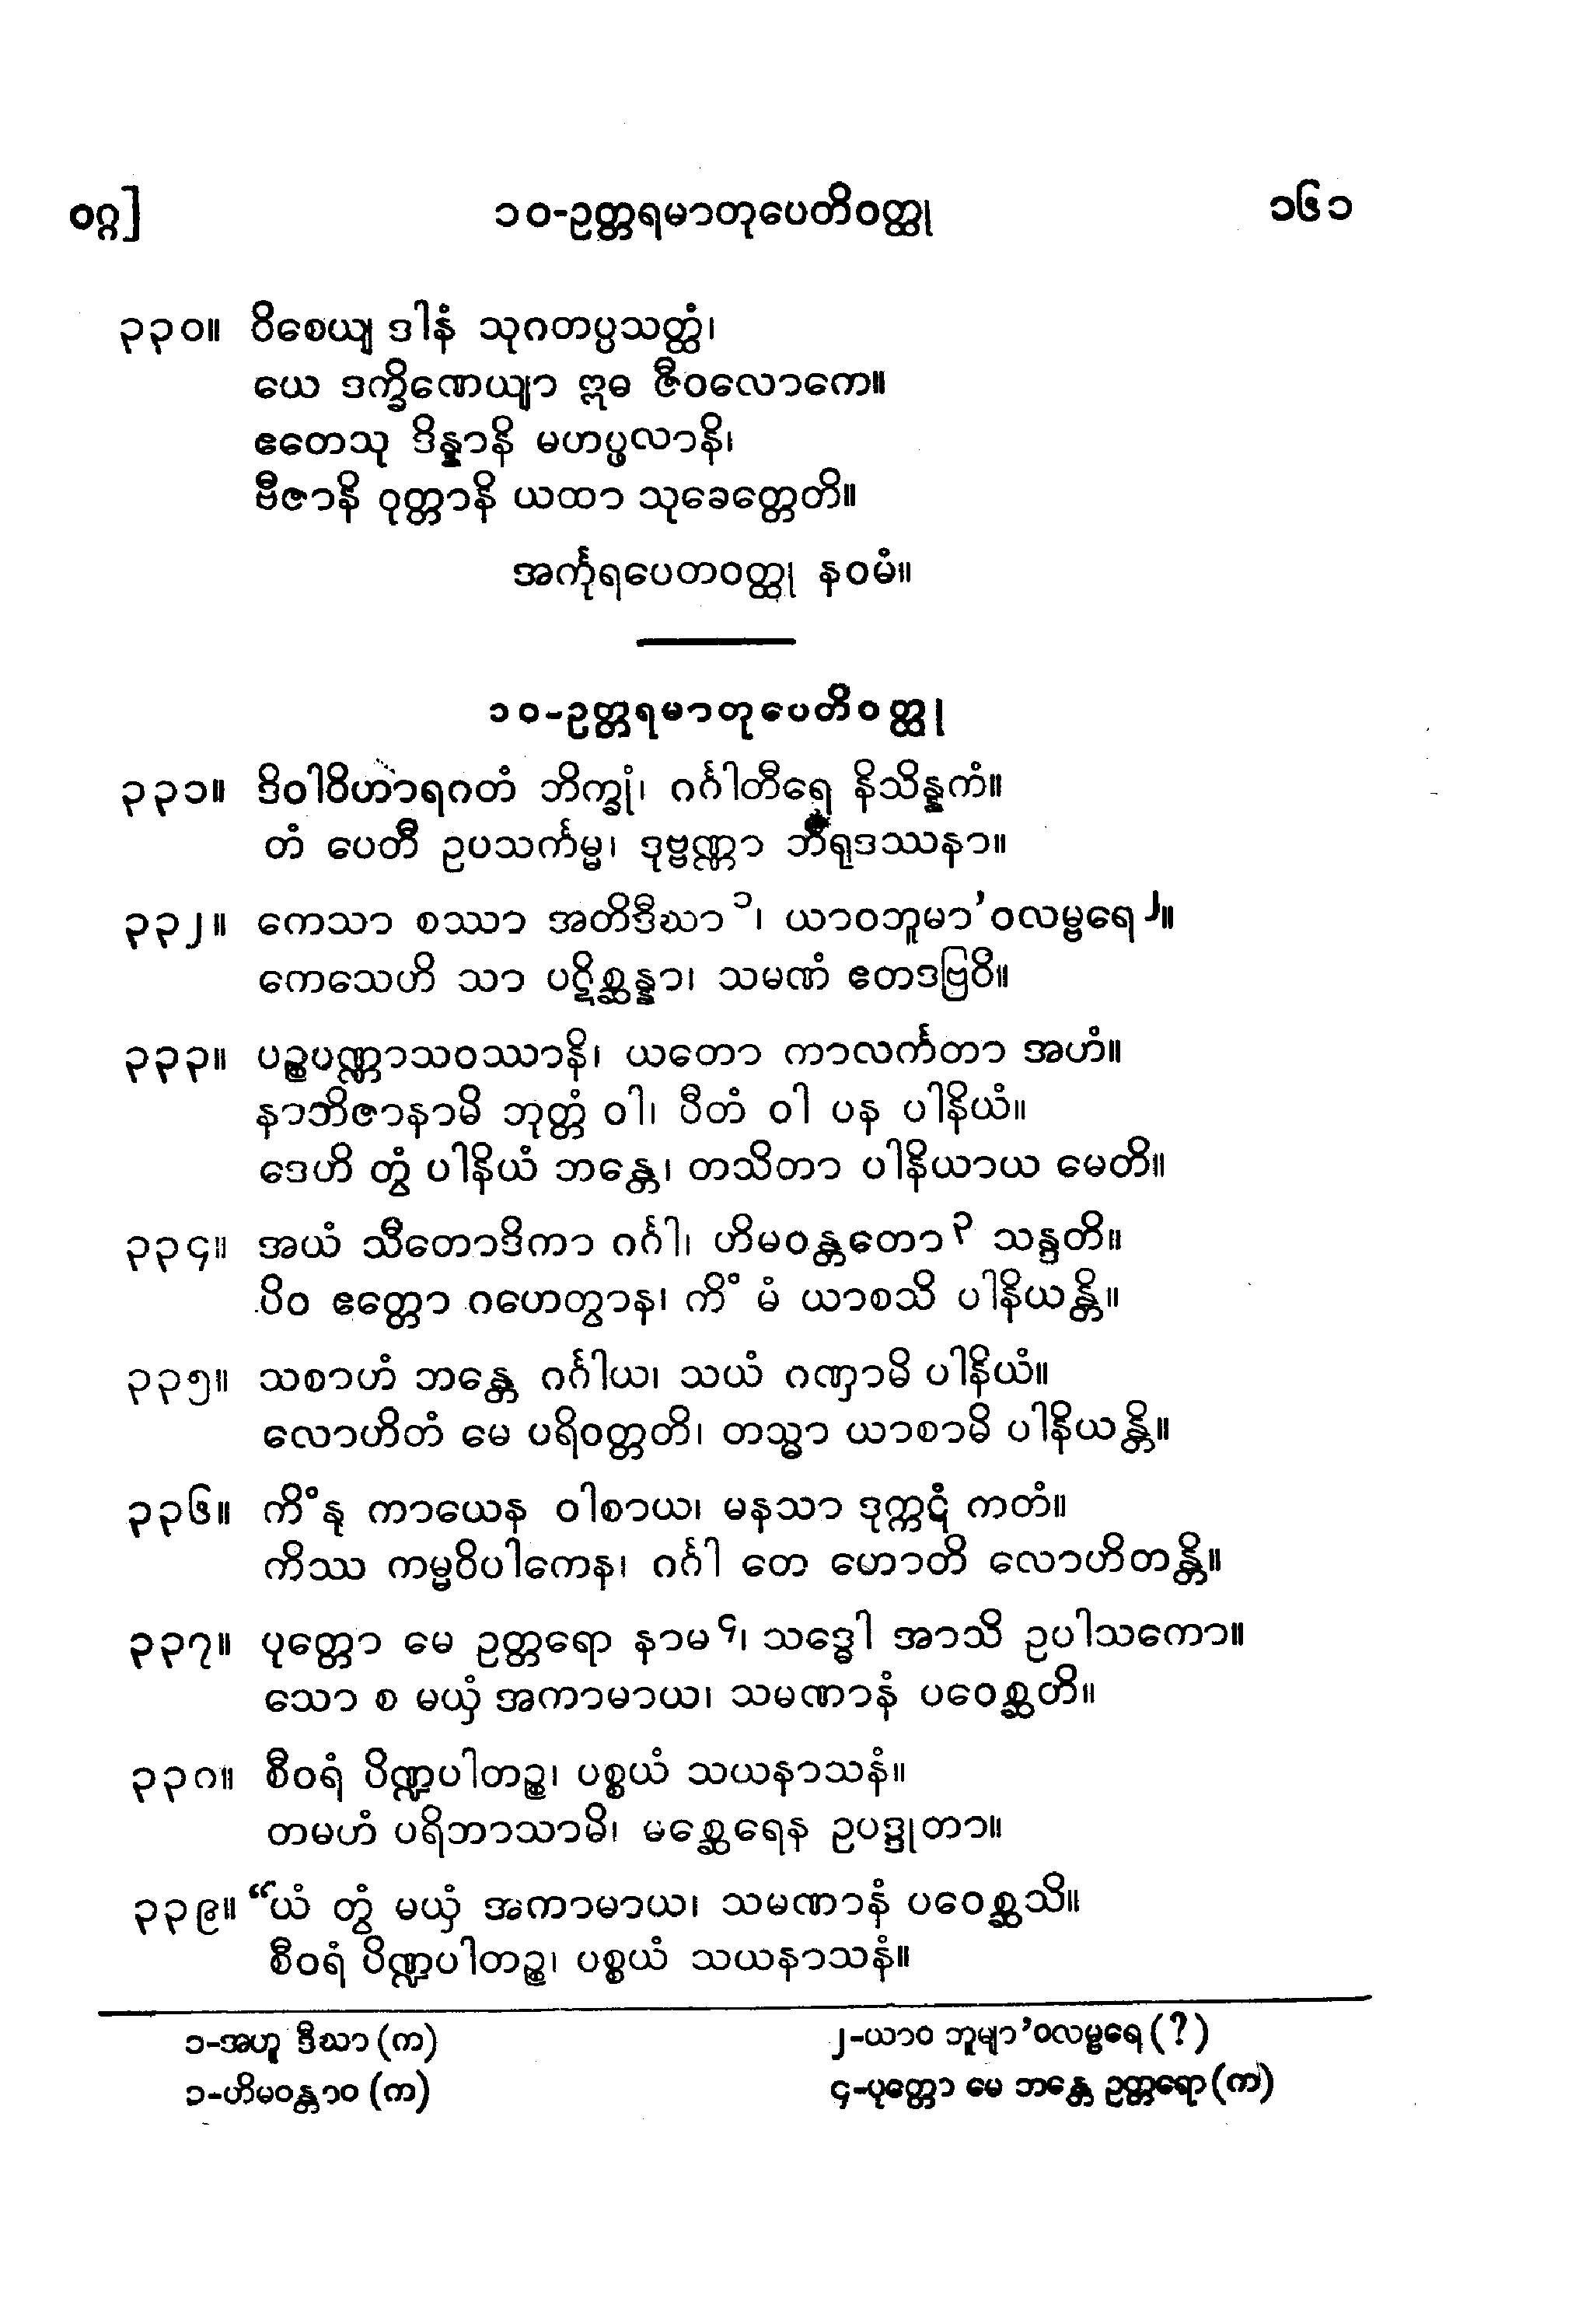 ဝဂ္ဂ] ၁၀-ဥတ္တရမာတုပေတိဝတ္ထု ၁၆၁
၃၃၀။ ဝိစေယျ ဒါနံ သုဂတပ္ပသတ္ထံ၊
ယေ ဒက္ခိဏေယျာ ဣဓ ဇီဝလောကေ။
ဧတေသု ဒိန္နာနိ မဟပ္ဖလာနိ၊
ဗီဇာနိ ဝုတ္တာနိ ယထာ သုခေတ္တေတိ။
အင်္ကုရပေတဝတ္ထု နဝမံ။
၁၀-ဥတ္တရမာတုပေတိဝတ္ထု
၃၃၁။ ဒိဝါဝိဟာရဂတံ ဘိက္ခုံ၊ ဂင်္ဂါတီရေ နိသိန္နကံ။
တံ ပေတီ ဥပသင်္ကမ္မ၊ ဒုဗ္ဗဏ္ဏာ ဘီရုဒဿနာ။
၃၃၂။ ကေသာ စဿာ အတိဒီဃာ ၁၊ ယာဝဘူမာ’ဝလမ္ဗရေ ၂။
ကေသေဟိ သာ ပဋိစ္ဆန္နာ၊ သမဏံ ဧတဒဗြဝိ။
၃၃၃။ ပဉ္စပဏ္ဏာသဝဿာနိ၊ ယတော ကာလင်္ကတာ အဟံ။
နာဘိဇာနာမိ ဘုတ္တံ ဝါ၊ ပီတံ ဝါ ပန ပါနိယံ။
ဒေဟိ တွံ ပါနိယံ ဘန္တေ၊ တသိတာ ပါနိယာယ မေတိ။
၃၃၄။ အယံ သီတောဒိကာ ဂင်္ဂါ၊ ဟိမဝန္တတော ၃ သန္ဒတိ။
ပိဝ ဧတ္တော ဂဟေတွာန၊ ကိံ မံ ယာစသိ ပါနိယန္တိ။
၃၃၅။ သစာဟံ ဘန္တေ ဂင်္ဂါယ၊ သယံ ဂဏှာမိ ပါနိယံ။
လောဟိတံ မေ ပရိဝတ္တတိ၊ တသ္မာ ယာစာမိ ပါနိယန္တိ။
၃၃၆။ ကိံ နု ကာယေန ဝါစာယ၊ မနသာ ဒုက္ကဋံ ကတံ။
ကိဿ ကမ္မဝိပါကေန၊ ဂင်္ဂါ တေ ဟောတိ လောဟိတန္တိ။
၃၃၇။ ပုတ္တော မေ ဥတ္တရော နာမ ၄၊ သဒ္ဓေါ အာသိ ဥပါသကော။
သော စ မယှံ အကာမာယ၊ သမဏာနံ ပဝေစ္ဆတိ။
၃၃၈။ စီဝရံ ပိဏ္ဍပါတဉ္စ၊ ပစ္စယံ သယနာသနံ။
တမဟံ ပရိဘာသာမိ၊ မစ္ဆေရေန ဥပဒ္ဒုတာ။
၃၃၉။ “ယံ တွံ မယှံ အကာမာယ၊ သမဏာနံ ပဝေစ္ဆသိ။
စီဝရံ ပိဏ္ဍပါတဉ္စ၊ ပစ္စယံ သယနာသနံ။
၁-အဟူ ဒီဃာ (က) ၂-ယာဝ ဘူမျာ’ဝလမ္ဗရေ (?)
၁-ဟိမဝန္တာဝ (က) ၄-ပုတ္တော မေ ဘန္တေ ဥတ္တရော (က)